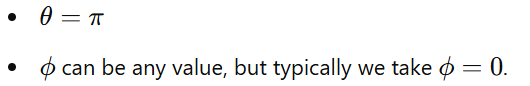 • θ = π
• ϕ can be any value, but typically we take ϕ = 0.